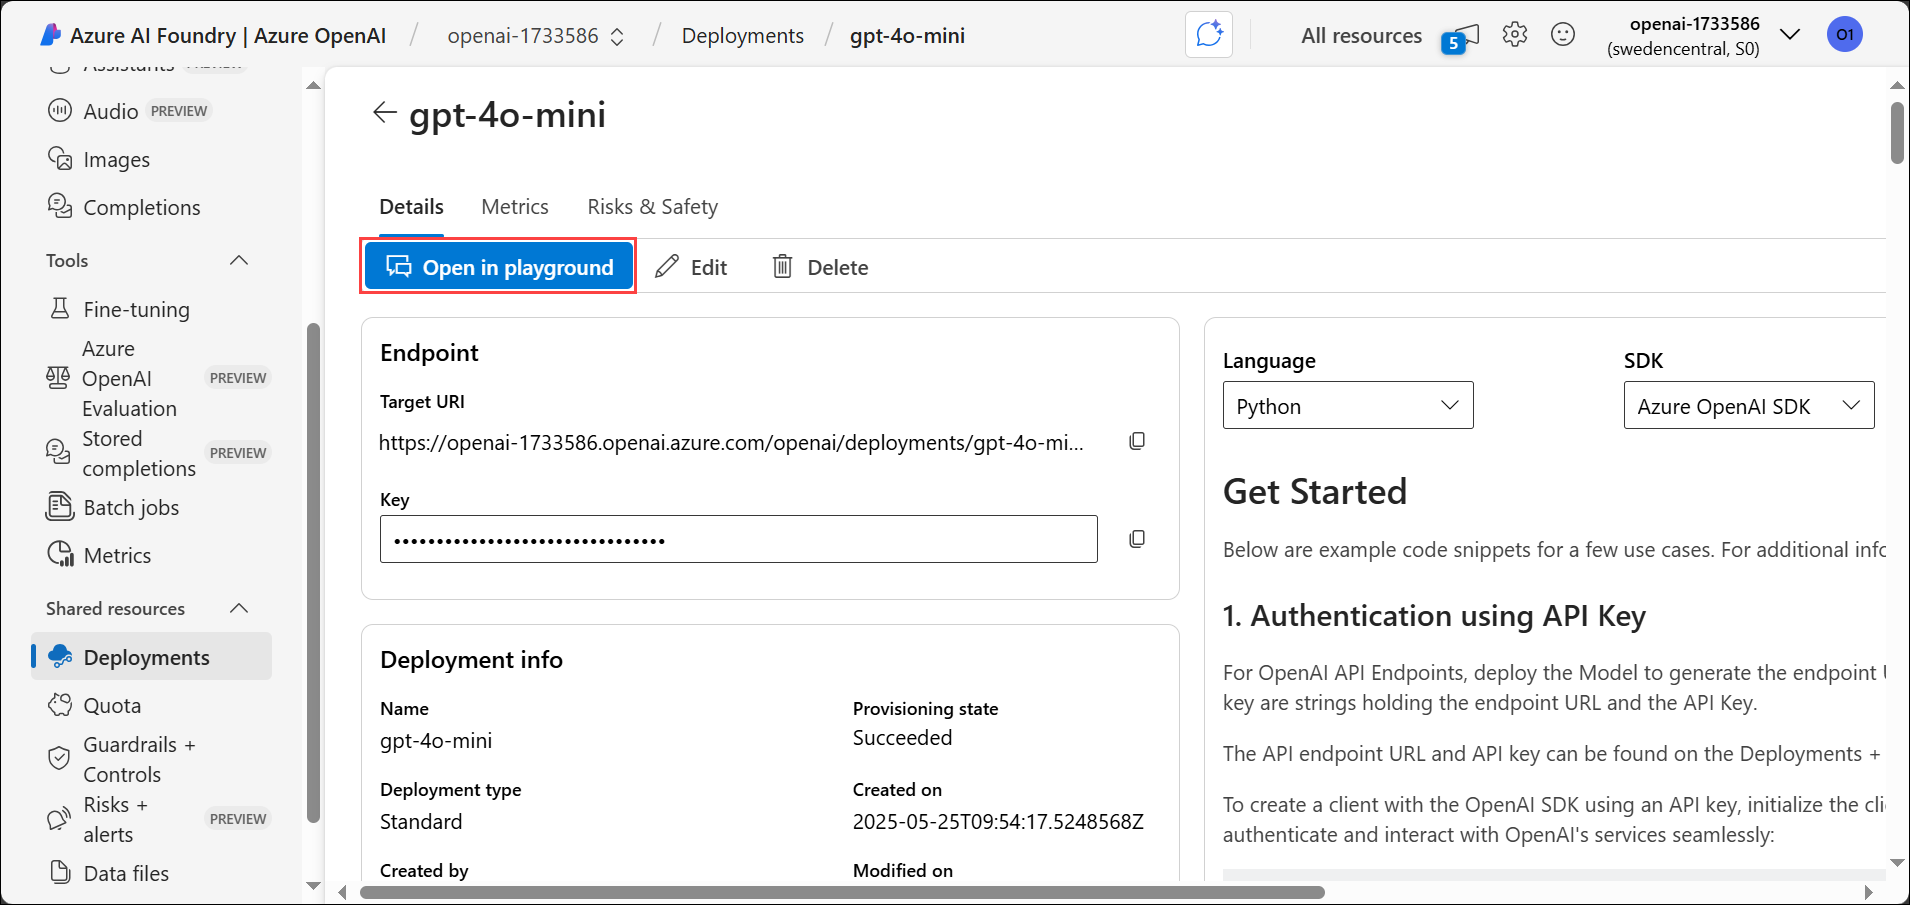 Azure AI Foundry | Azure OpenAI / openai-1733586 / Deployments / gpt-4o-mini
All resources
5
openai-1733586
(swedencentral, S0)
O1
Assistants PREVIEW
Audio PREVIEW
Images
Completions
Tools
Fine-tuning
Azure
OpenAI PREVIEW
Evaluation
Stored
completions PREVIEW
Batch jobs
Metrics
Shared resources
Deployments
Quota
Guardrails +
Controls
Risks +
alerts PREVIEW
Data files
gpt-4o-mini
Details Metrics Risks & Safety
Open in playground Edit Delete
Endpoint
Target URI
https://openai-1733586.openai.azure.com/openai/deployments/gpt-4o-mi...
Key
••••••••••••••••••••••••••••••••
Deployment info
Name
gpt-4o-mini
Provisioning state
Succeeded
Deployment type
Standard
Created on
2025-05-25T09:54:17.5248568Z
Created by
Modified on
Language
Python
SDK
Azure OpenAI SDK
Get Started
Below are example code snippets for a few use cases. For additional info
1. Authentication using API Key
For OpenAI API Endpoints, deploy the Model to generate the endpoint
key are strings holding the endpoint URL and the API Key.
The API endpoint URL and API key can be found on the Deployments +
To create a client with the OpenAI SDK using an API key, initialize the cli
authenticate and interact with OpenAI's services seamlessly: